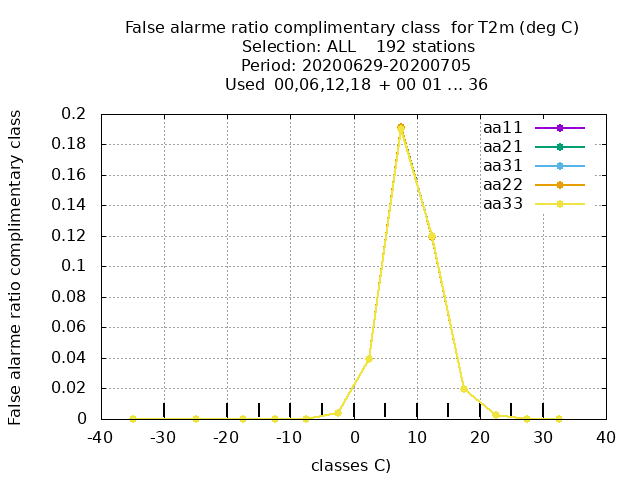 False alarme ratio complimentary class  for T2m (deg C)
Selection: ALL    192 stations
Period: 20200629-20200705
Used  00,06,12,18  + 00 01 ... 36
False alarme ratio complimentary class
0.2
0.18
0.16
0.14
0.12
0.1
0.08
0.06
0.04
0.02
0
aa11
aa21
aa31
aa22
aa33
-40 -30 -20 -10 0 10 20 30 40
classes C)